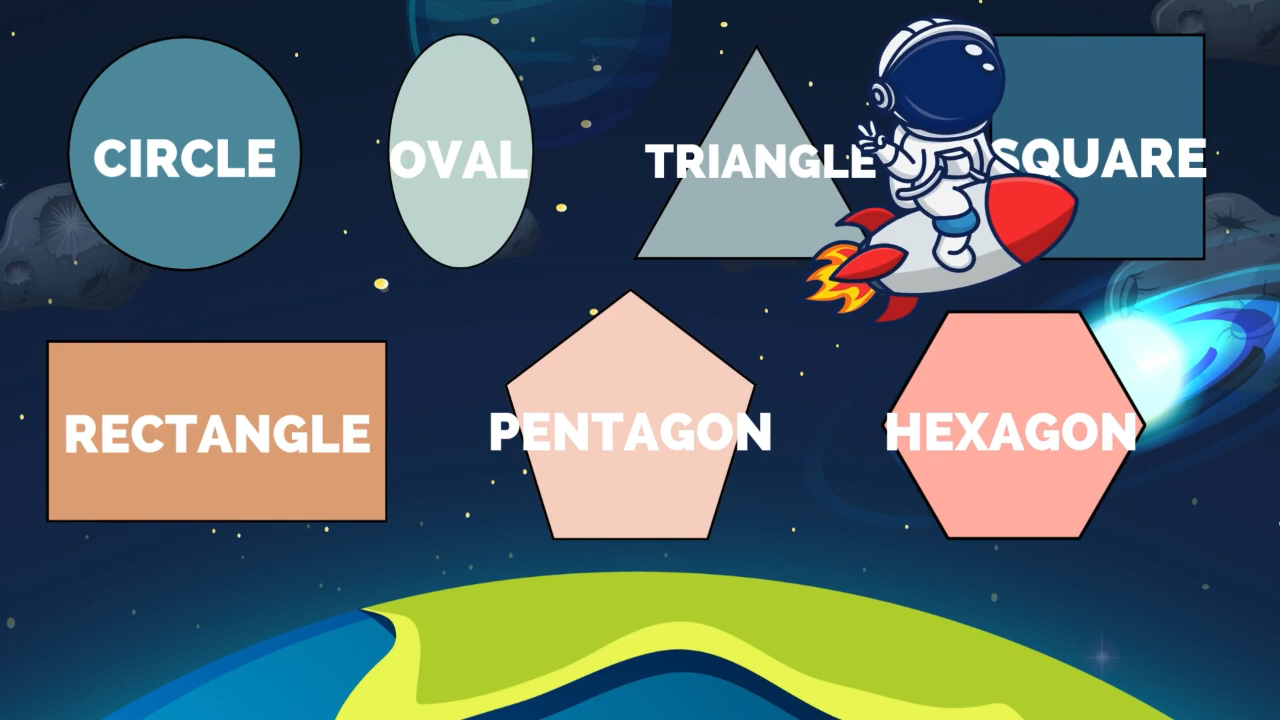 CIRCLE
OVAL
TRIANGLE
SQUARE
RECTANGLE
PENTAGON
HEXAGON